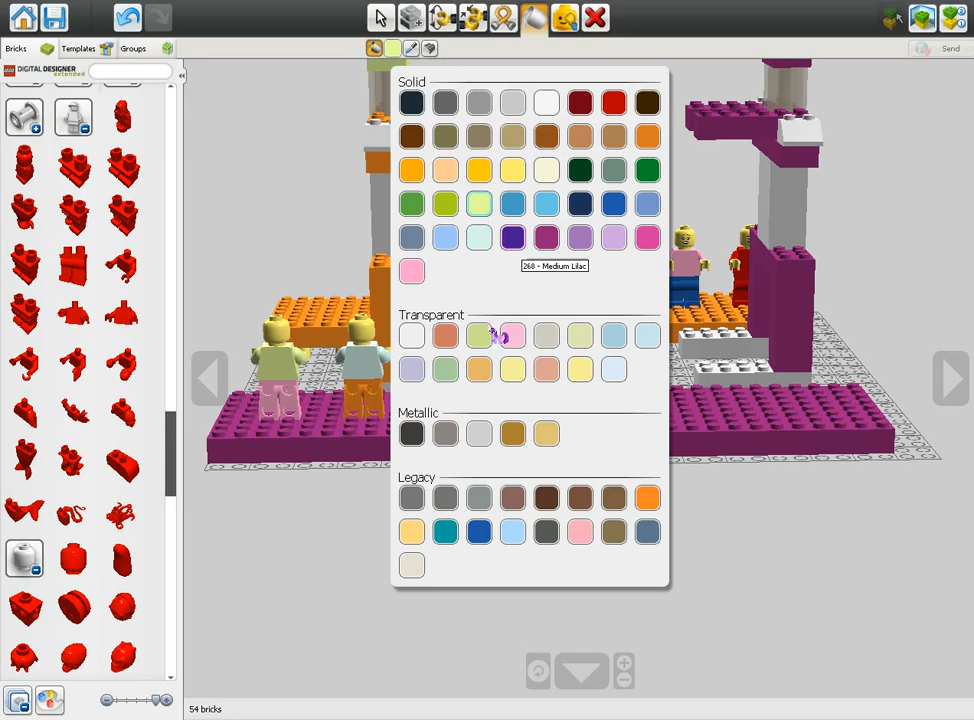 Bricks Templates Groups Send
LEGO DIGITAL DESIGNER
extended
Solid
268 - Medium Lilac
Transparent
Metallic
Legacy
54 bricks